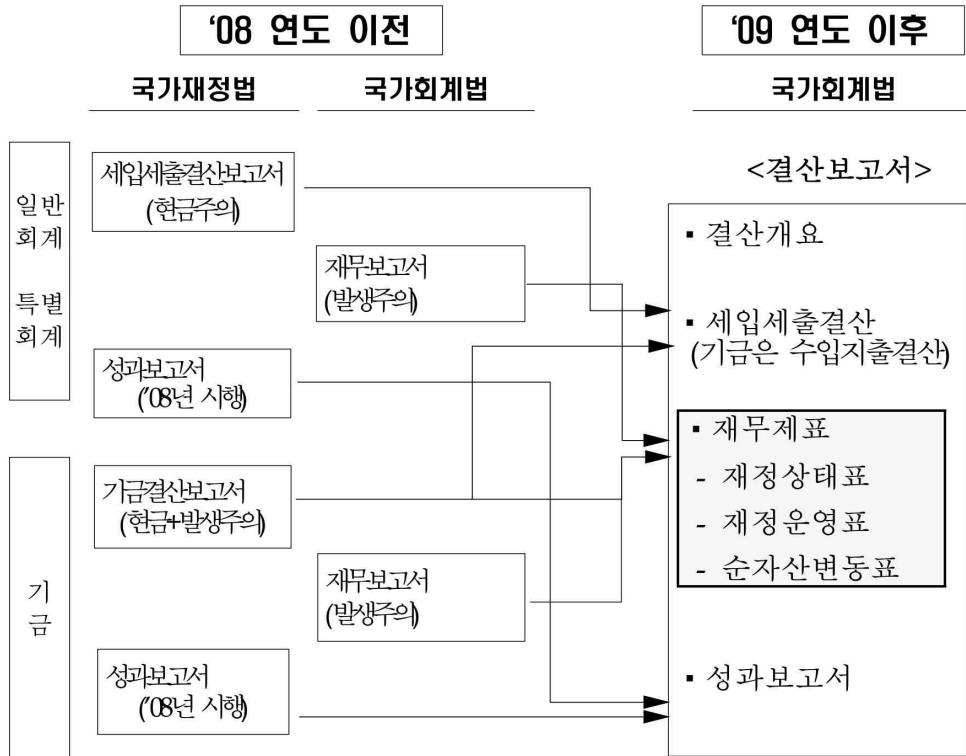 ‘08 연도 이전
‘09 연도 이후
국가재정법
국가회계법
국가회계법
일반
회계
특별
회계
세입세출결산보고서
(현금주의)
재무보고서
(발생주의)
성과보고서
(‘08년 시행)
기
금
기금결산보고서
(현금+발생주의)
재무보고서
(발생주의)
성과보고서
(‘08년 시행)
<결산보고서>
▪ 결산개요
▪ 세입세출결산
(기금은 수입지출결산)
▪ 재무제표
- 재정상태표
- 재정운영표
- 순자산변동표
▪ 성과보고서